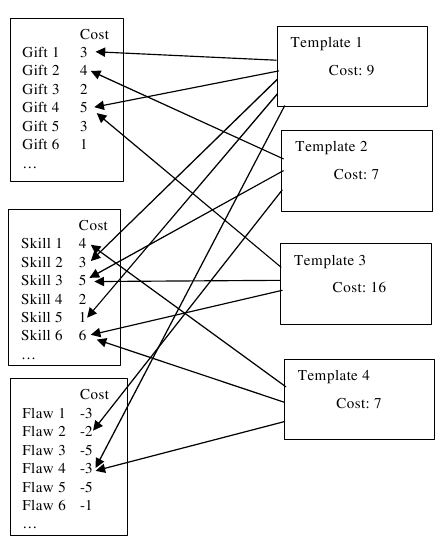 Cost
Gift 1 3
Gift 2 4
Gift 3 2
Gift 4 5
Gift 5 3
Gift 6 1
…
Cost
Skill 1 4
Skill 2 3
Skill 3 5
Skill 4 2
Skill 5 1
Skill 6 6
…
Cost
Flaw 1 -3
Flaw 2 -2
Flaw 3 -5
Flaw 4 -3
Flaw 5 -5
Flaw 6 -1
…
Template 1
Cost: 9
Template 2
Cost: 7
Template 3
Cost: 16
Template 4
Cost: 7